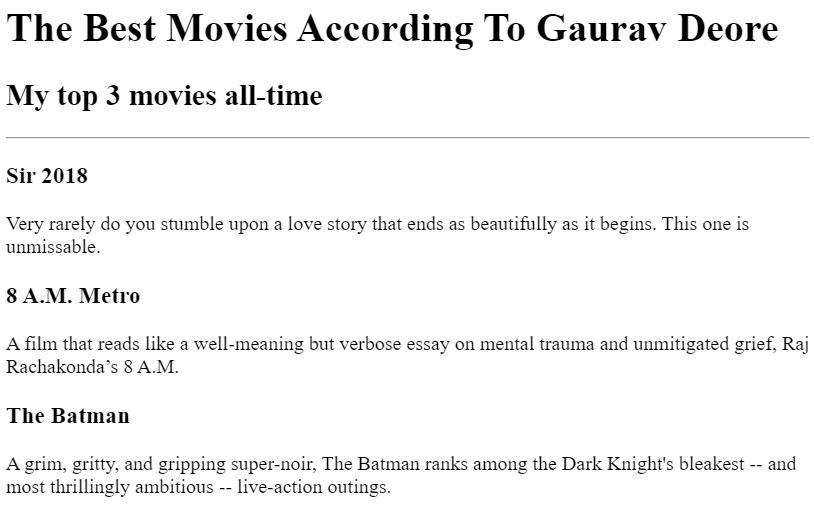 The Best Movies According To Gaurav Deore
My top 3 movies all-time
Sir 2018
Very rarely do you stumble upon a love story that ends as beautifully as it begins. This one is
unmissable.
8 A.M. Metro
A film that reads like a well-meaning but verbose essay on mental trauma and unmitigated grief, Raj
Rachakonda’s 8 A.M.
The Batman
A grim, gritty, and gripping super-noir, The Batman ranks among the Dark Knight's bleakest -- and
most thrillingly ambitious -- live-action outings.